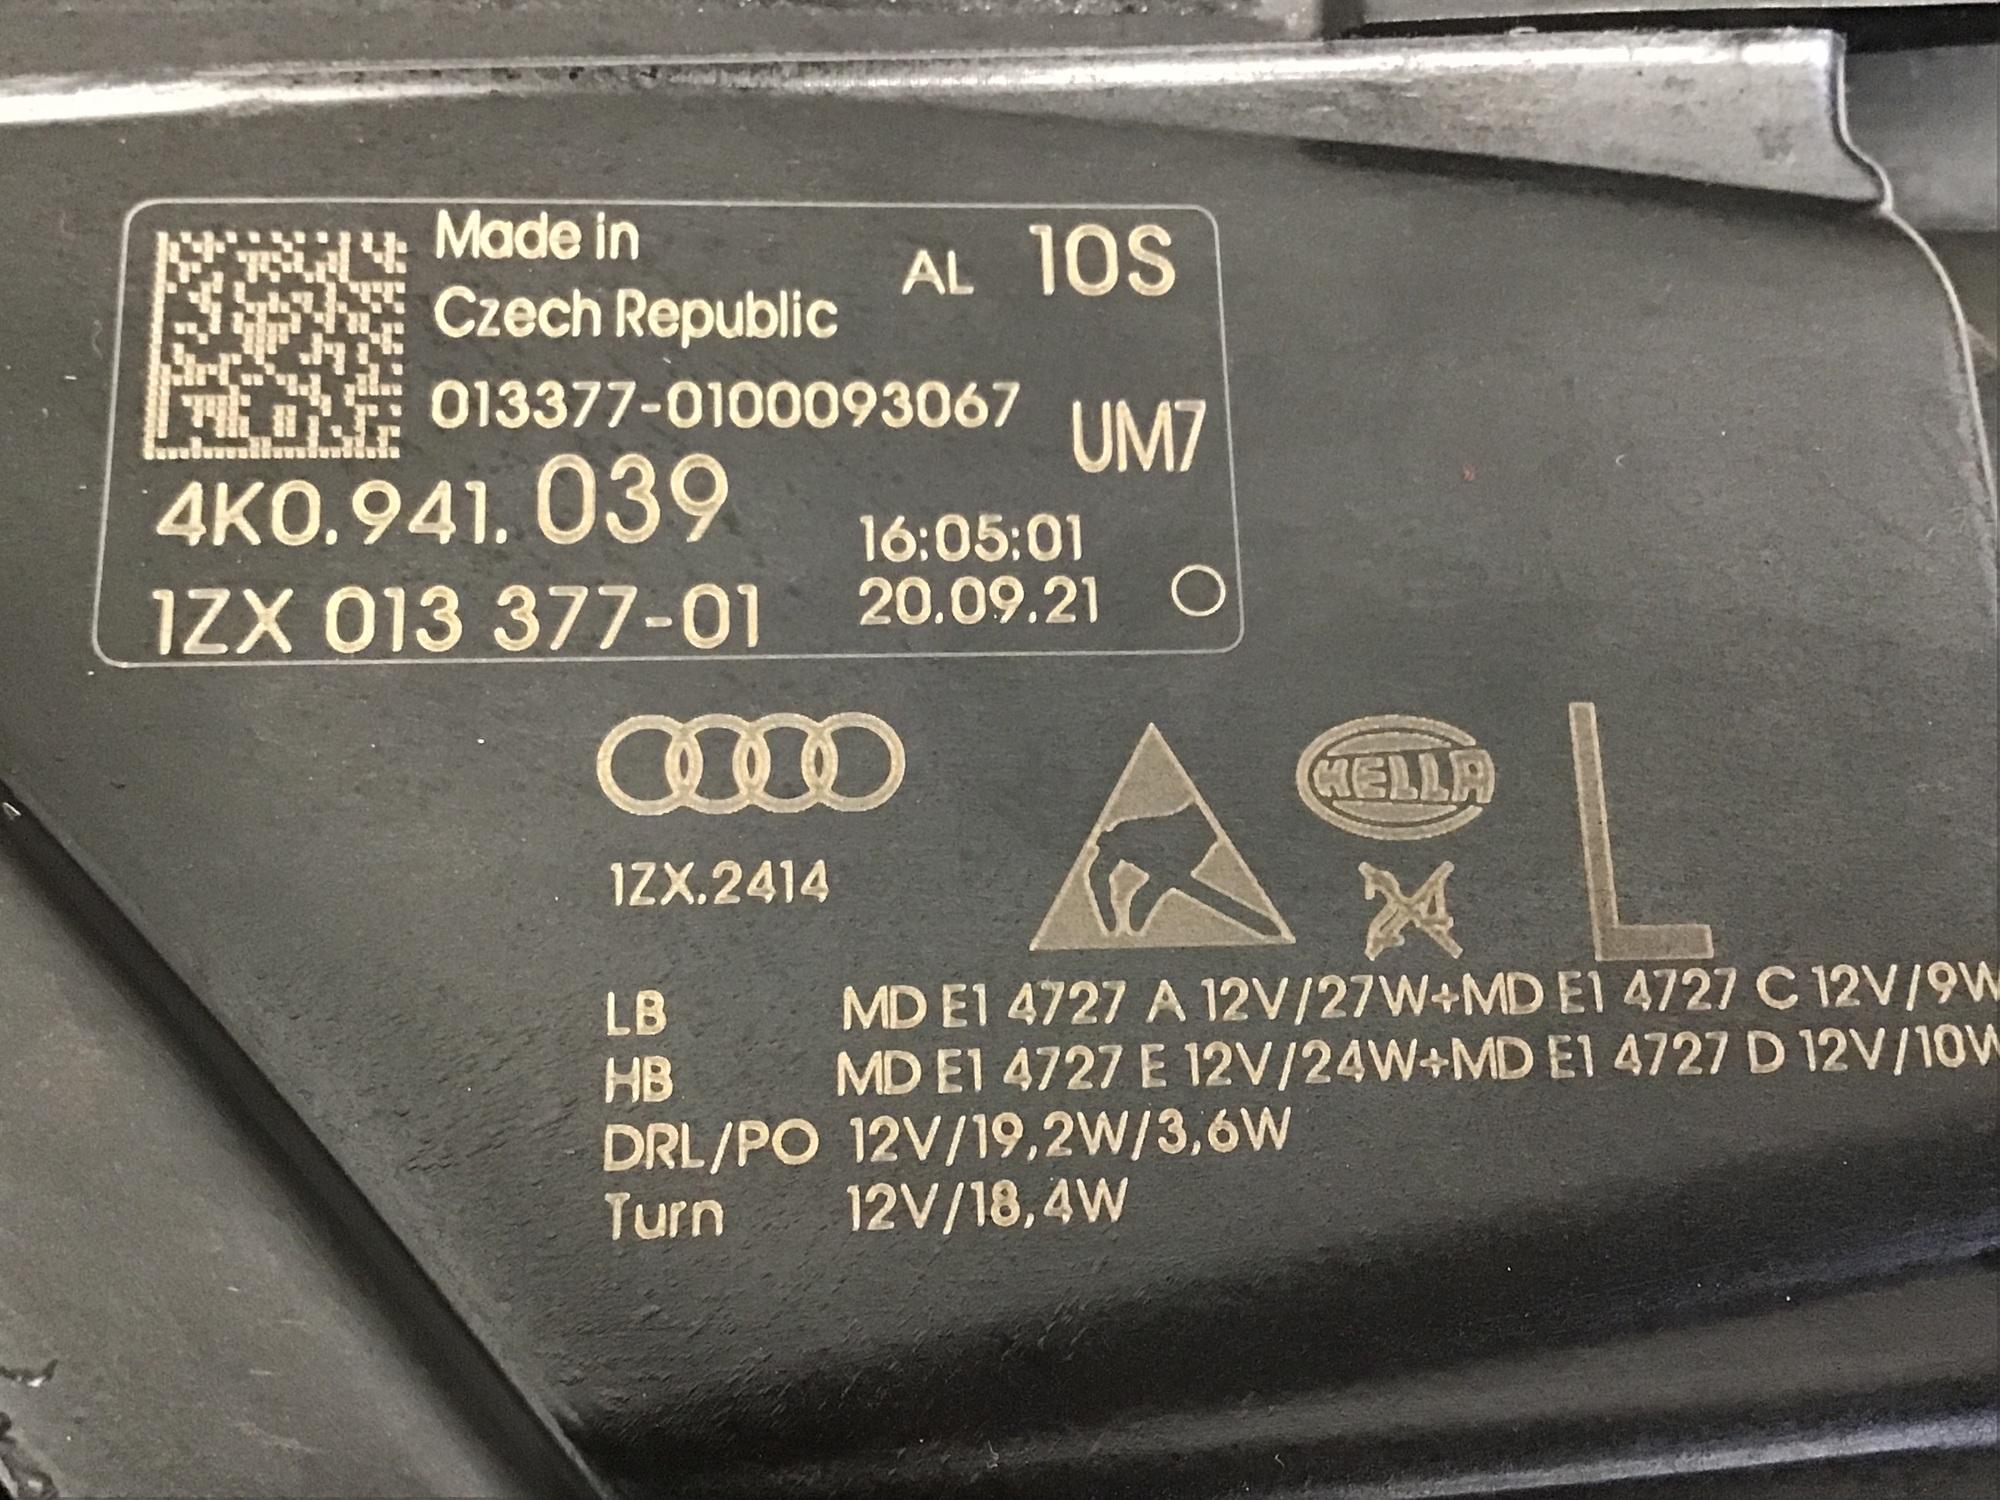 Made in
Czech Republic
AL 10S
013377-0100093067
UM7
4K0.941.039
16:05:01
1ZX 013 377-01
20.09.21
HELLA
L
1ZX.2414
24
LB MD E1 4727 A 12V/27W+MD E1 4727 C 12V/9W
HB MD E1 4727 E 12V/24W+MD E1 4727 D 12V/10W
DRL/PO 12V/19,2W/3,6W
Turn 12V/18,4W